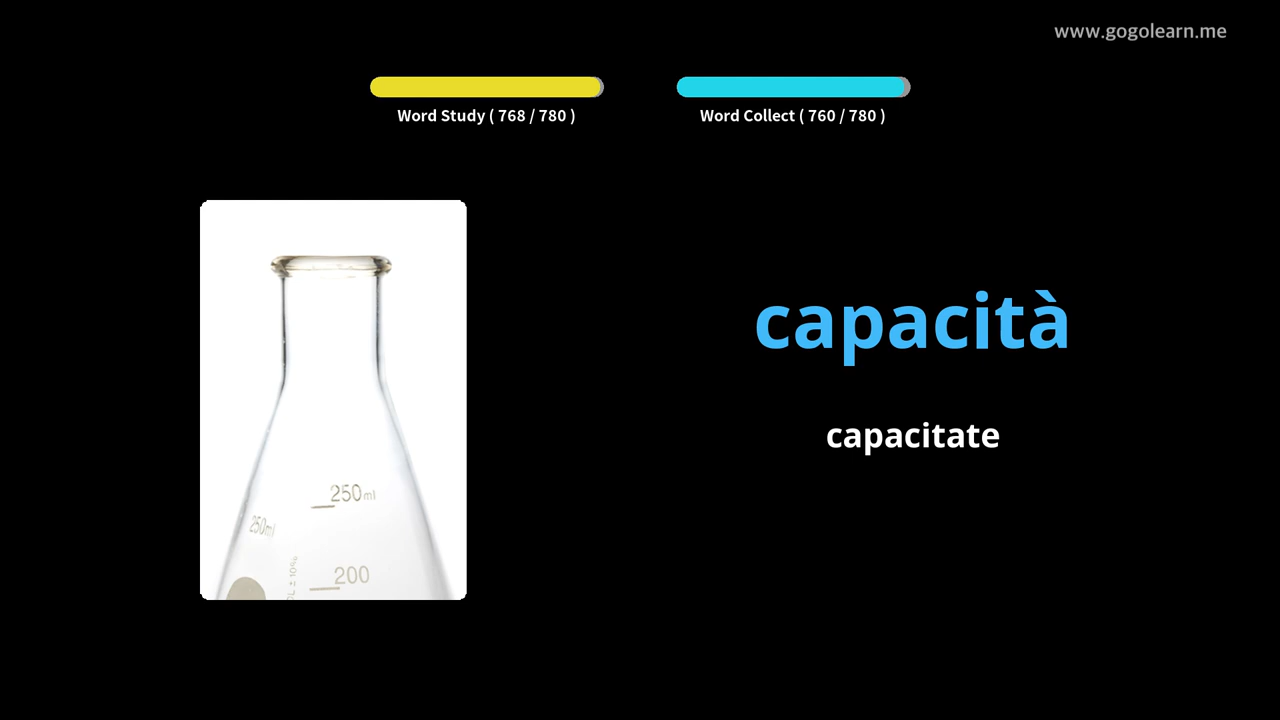 www.gogolearn.me
Word Study ( 768 / 780 )
Word Collect ( 760 / 780 )
capacità
capacitate
250ml
250ml
200